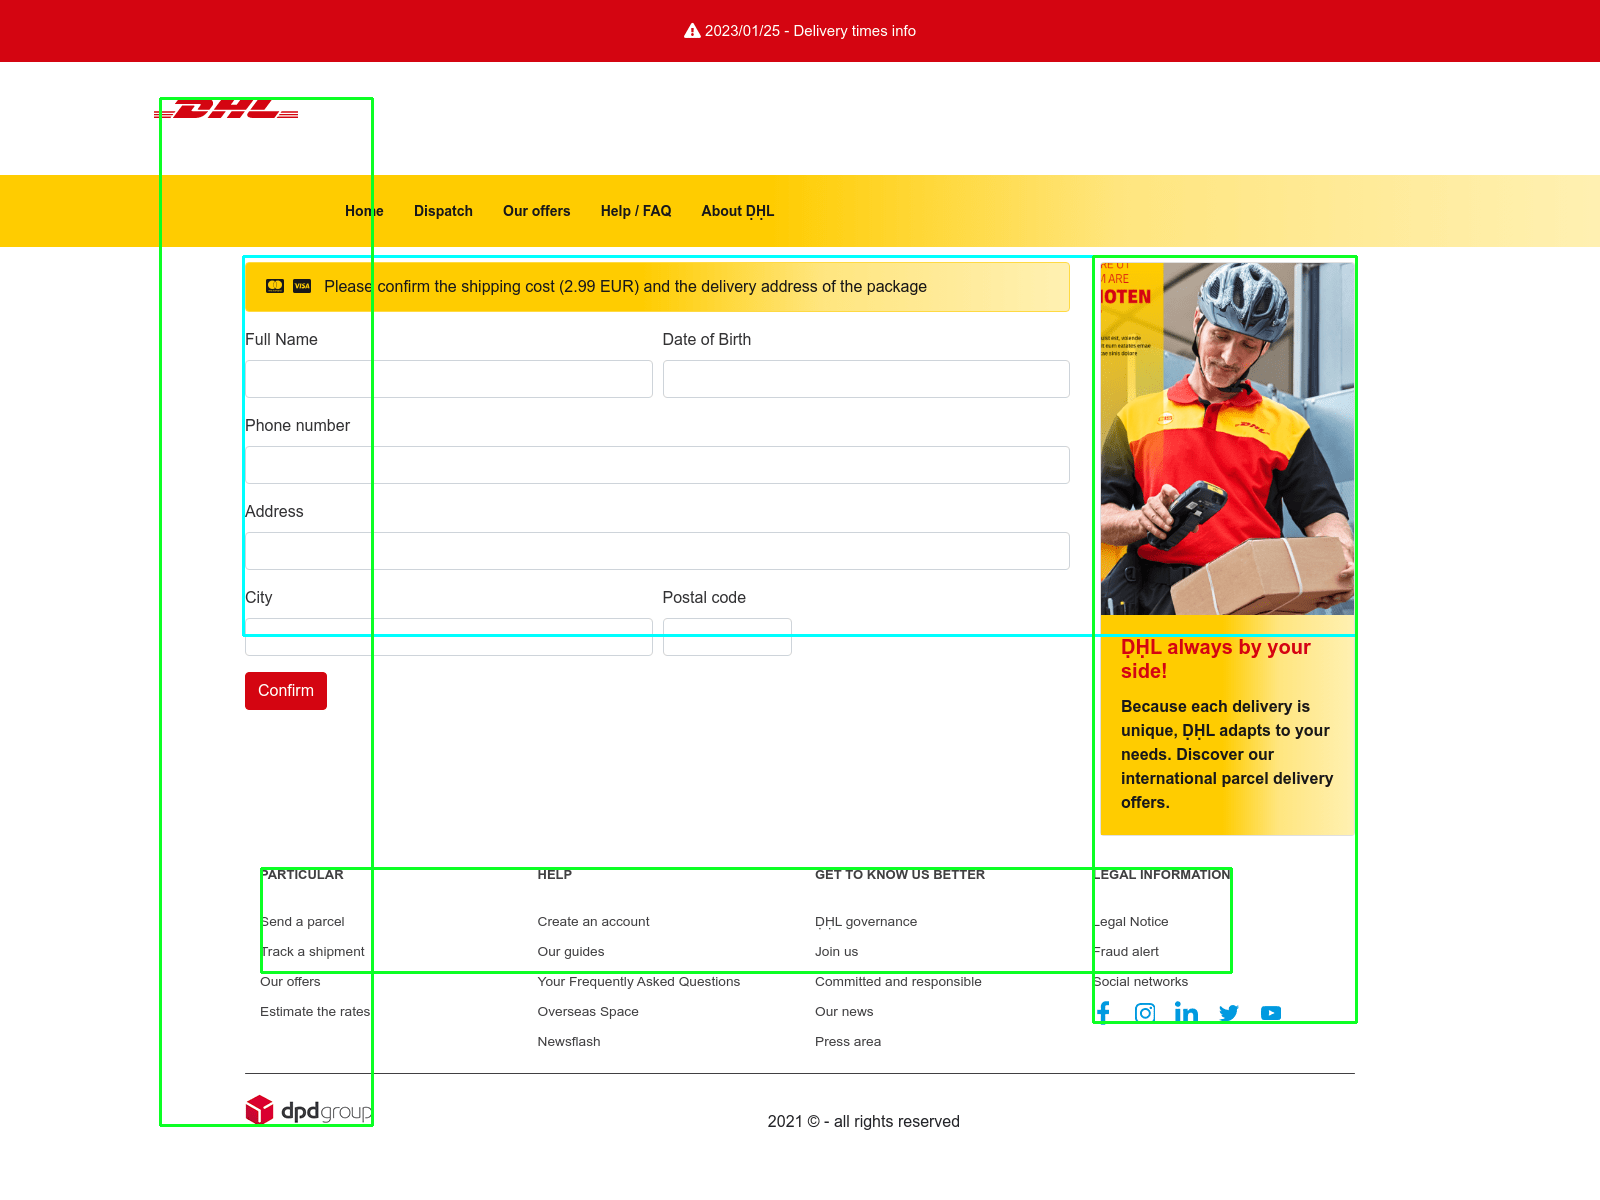 2023/01/25 - Delivery times info
DHL
Home Dispatch Our offers Help / FAQ About ḌḤL
VISA Please confirm the shipping cost (2.99 EUR) and the delivery address of the package
Full Name Date of Birth
Phone number
Address
City Postal code
Confirm
M ARE
NOTEN
DHL
ḌḤL always by your
side!
Because each delivery is
unique, ḌḤL adapts to your
needs. Discover our
international parcel delivery
offers.
PARTICULAR
Send a parcel
Track a shipment
Our offers
Estimate the rates
HELP
Create an account
Our guides
Your Frequently Asked Questions
Overseas Space
Newsflash
GET TO KNOW US BETTER
ḌḤL governance
Join us
Committed and responsible
Our news
Press area
LEGAL INFORMATION
Legal Notice
Fraud alert
Social networks
dpdgroup
2021 © - all rights reserved